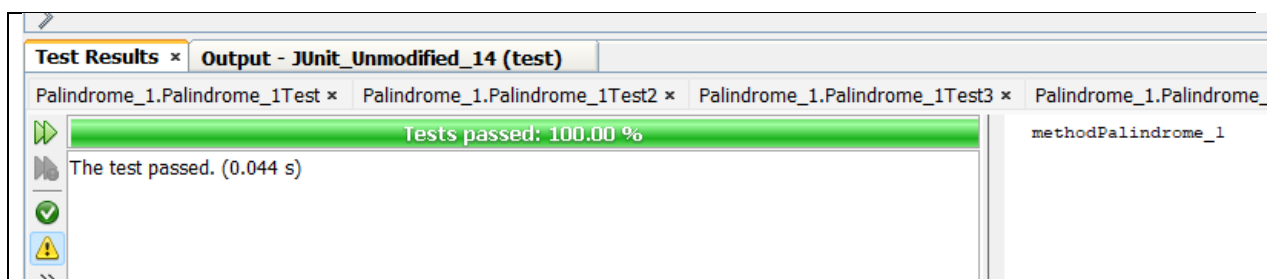 Test Results × Output - JUnit_Unmodified_14 (test)
Palindrome_1.Palindrome_1Test × Palindrome_1.Palindrome_1Test2 × Palindrome_1.Palindrome_1Test3 × Palindrome_1.Palindrome_
Tests passed: 100.00 %
methodPalindrome_1
The test passed. (0.044 s)